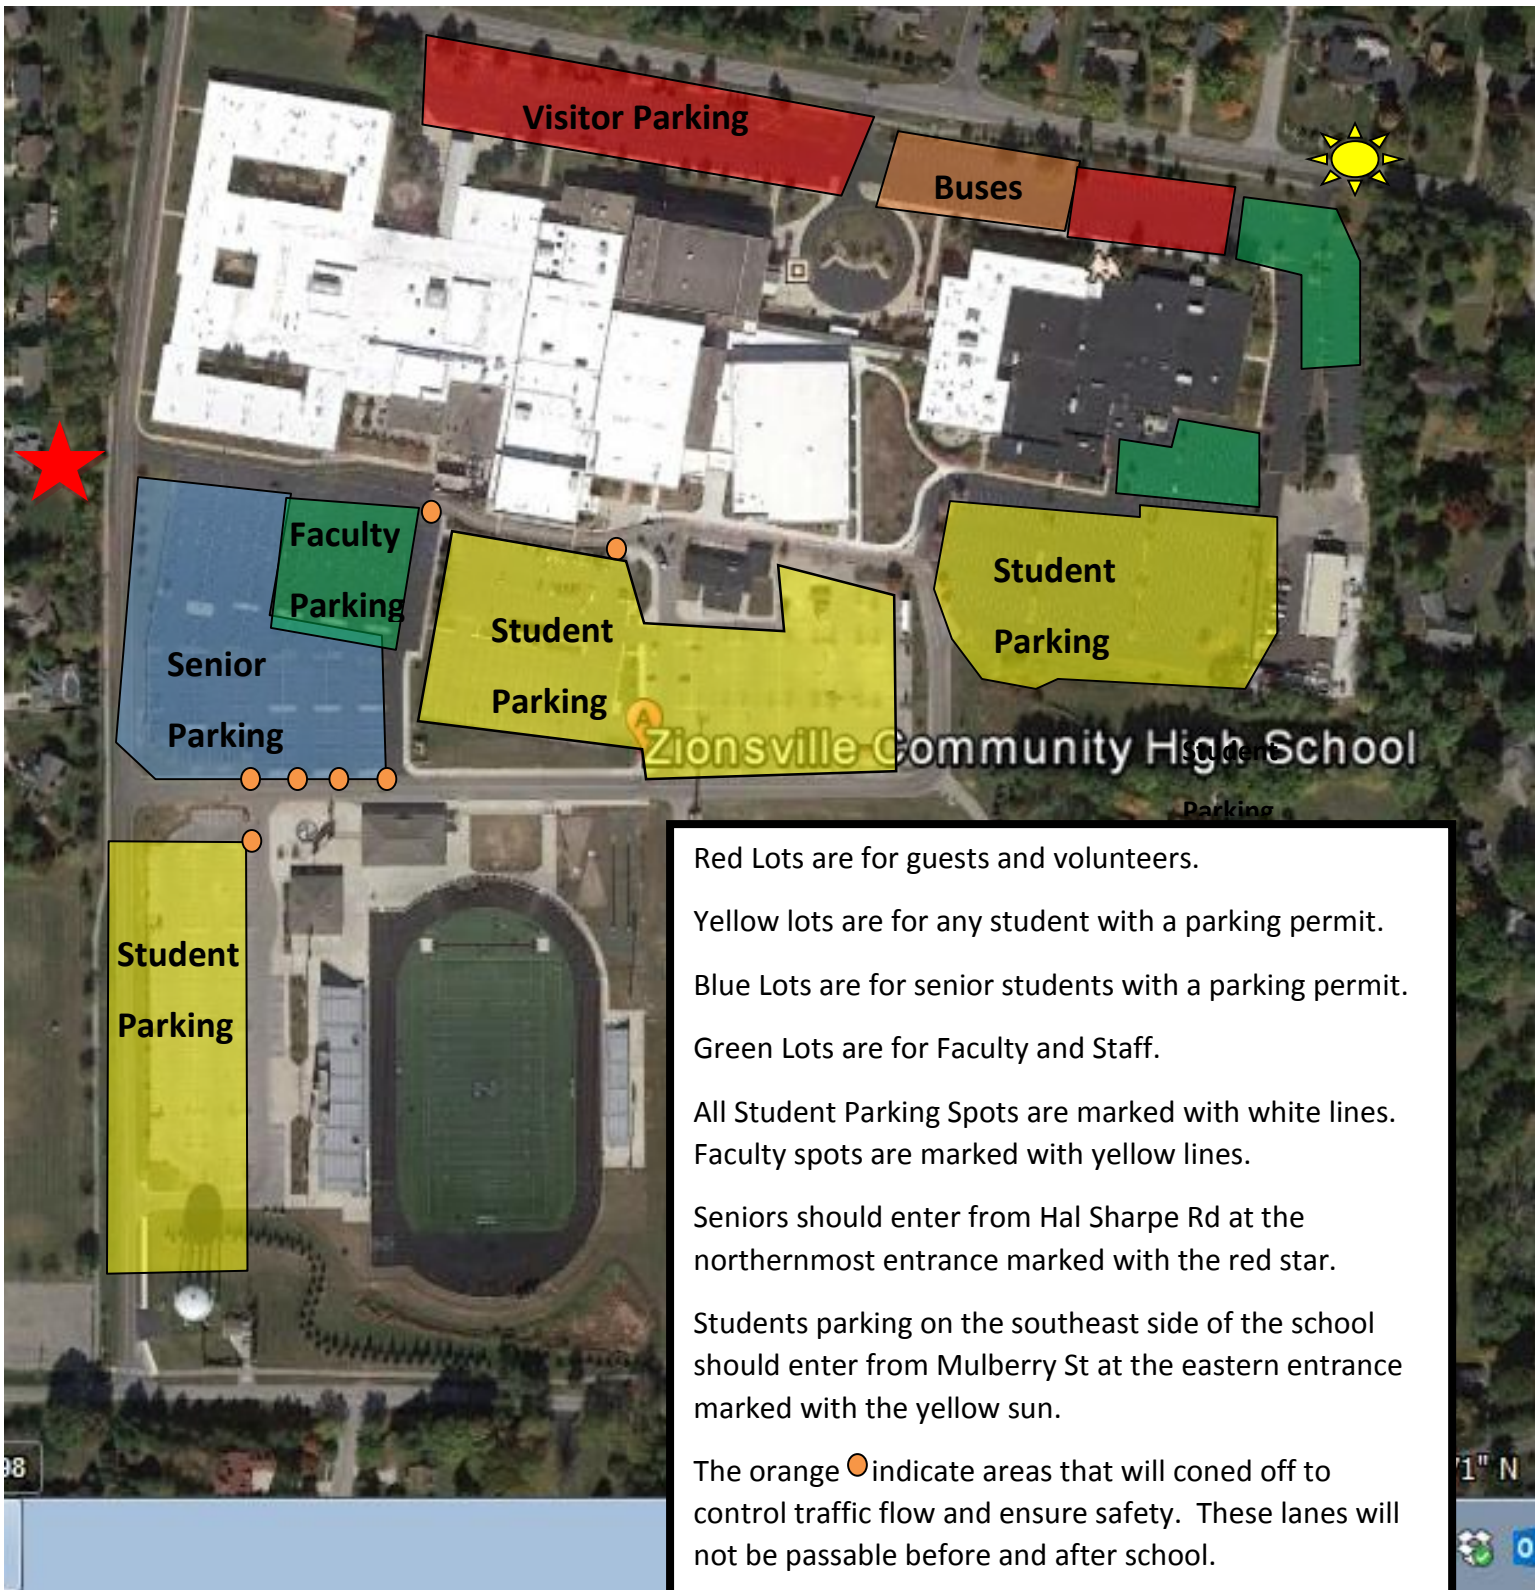 Visitor Parking
Buses
Faculty
Parking
Student
Parking
Student
Parking
Senior
Parking
A
Zionsville Community High School
Student
Parking
Student
Parking
Red Lots are for guests and volunteers.
Yellow lots are for any student with a parking permit.
Blue Lots are for senior students with a parking permit.
Green Lots are for Faculty and Staff.
All Student Parking Spots are marked with white lines.
Faculty spots are marked with yellow lines.
Seniors should enter from Hal Sharpe Rd at the
northernmost entrance marked with the red star.
Students parking on the southeast side of the school
should enter from Mulberry St at the eastern entrance
marked with the yellow sun.
The orange indicate areas that will coned off to
control traffic flow and ensure safety. These lanes will
not be passable before and after school.
98
71" N